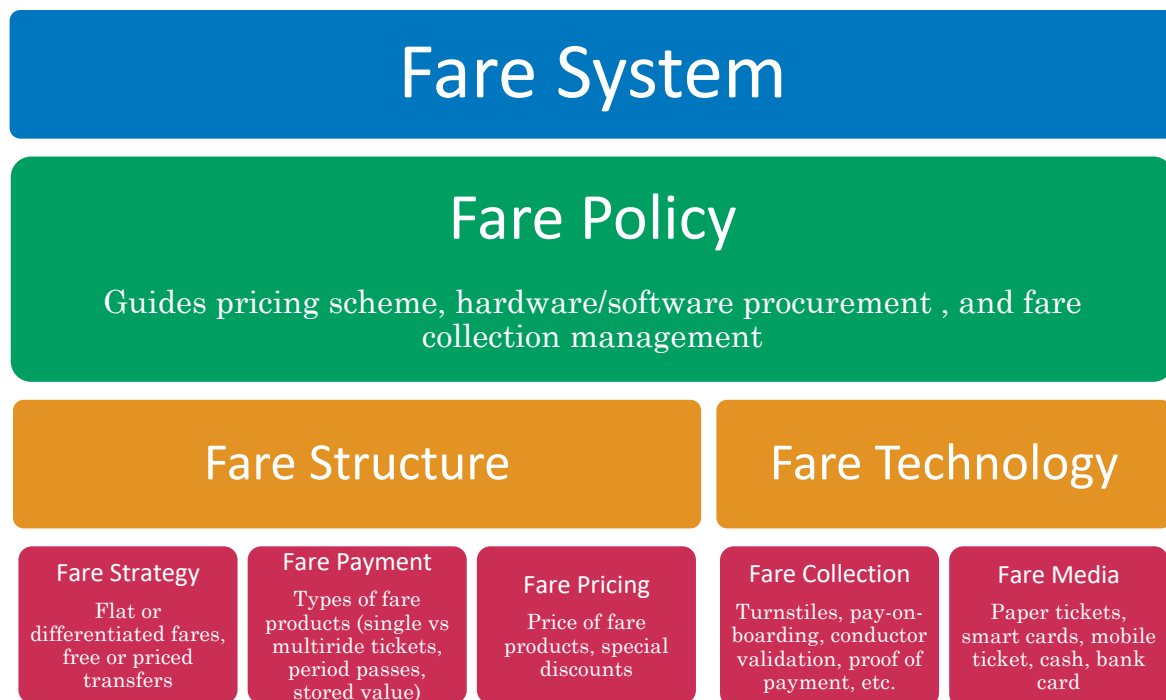 Fare System
Fare Policy
Guides pricing scheme, hardware/software procurement , and fare
collection management
Fare Structure
Fare Technology
Fare Strategy
Flat or
differentiated fares,
free or priced
transfers
Fare Payment
Types of fare
products (single vs
multiride tickets,
period passes,
stored value)
Fare Pricing
Price of fare
products, special
discounts
Fare Collection
Turnstiles, pay-on-
boarding, conductor
validation, proof of
payment, etc.
Fare Media
Paper tickets,
smart cards, mobile
ticket, cash, bank
card